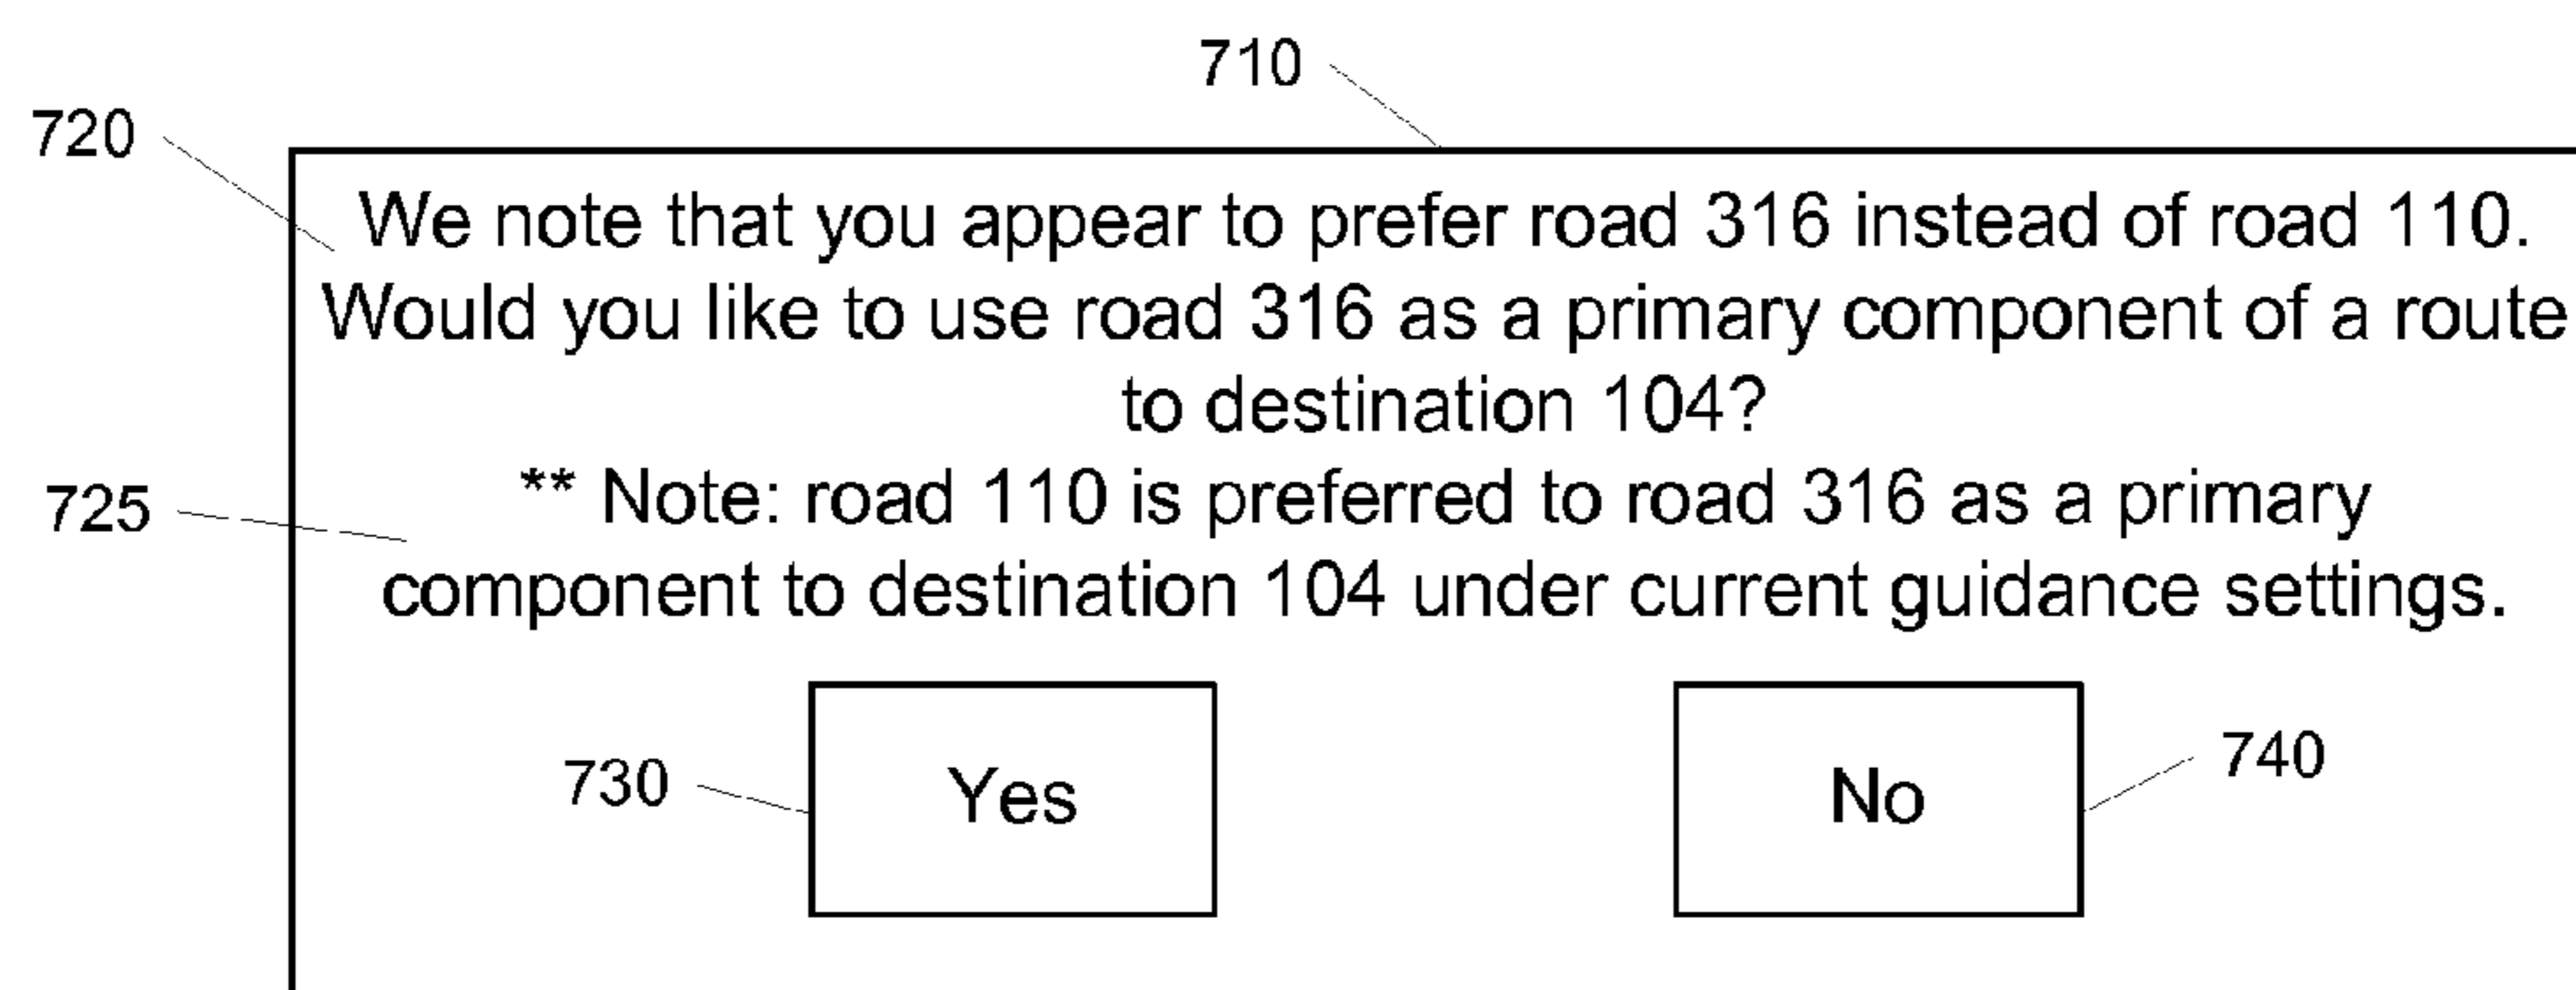 710
720
We note that you appear to prefer road 316 instead of road 110.
Would you like to use road 316 as a primary component of a route
to destination 104?
725
** Note: road 110 is preferred to road 316 as a primary
component to destination 104 under current guidance settings.
730
Yes
No
740